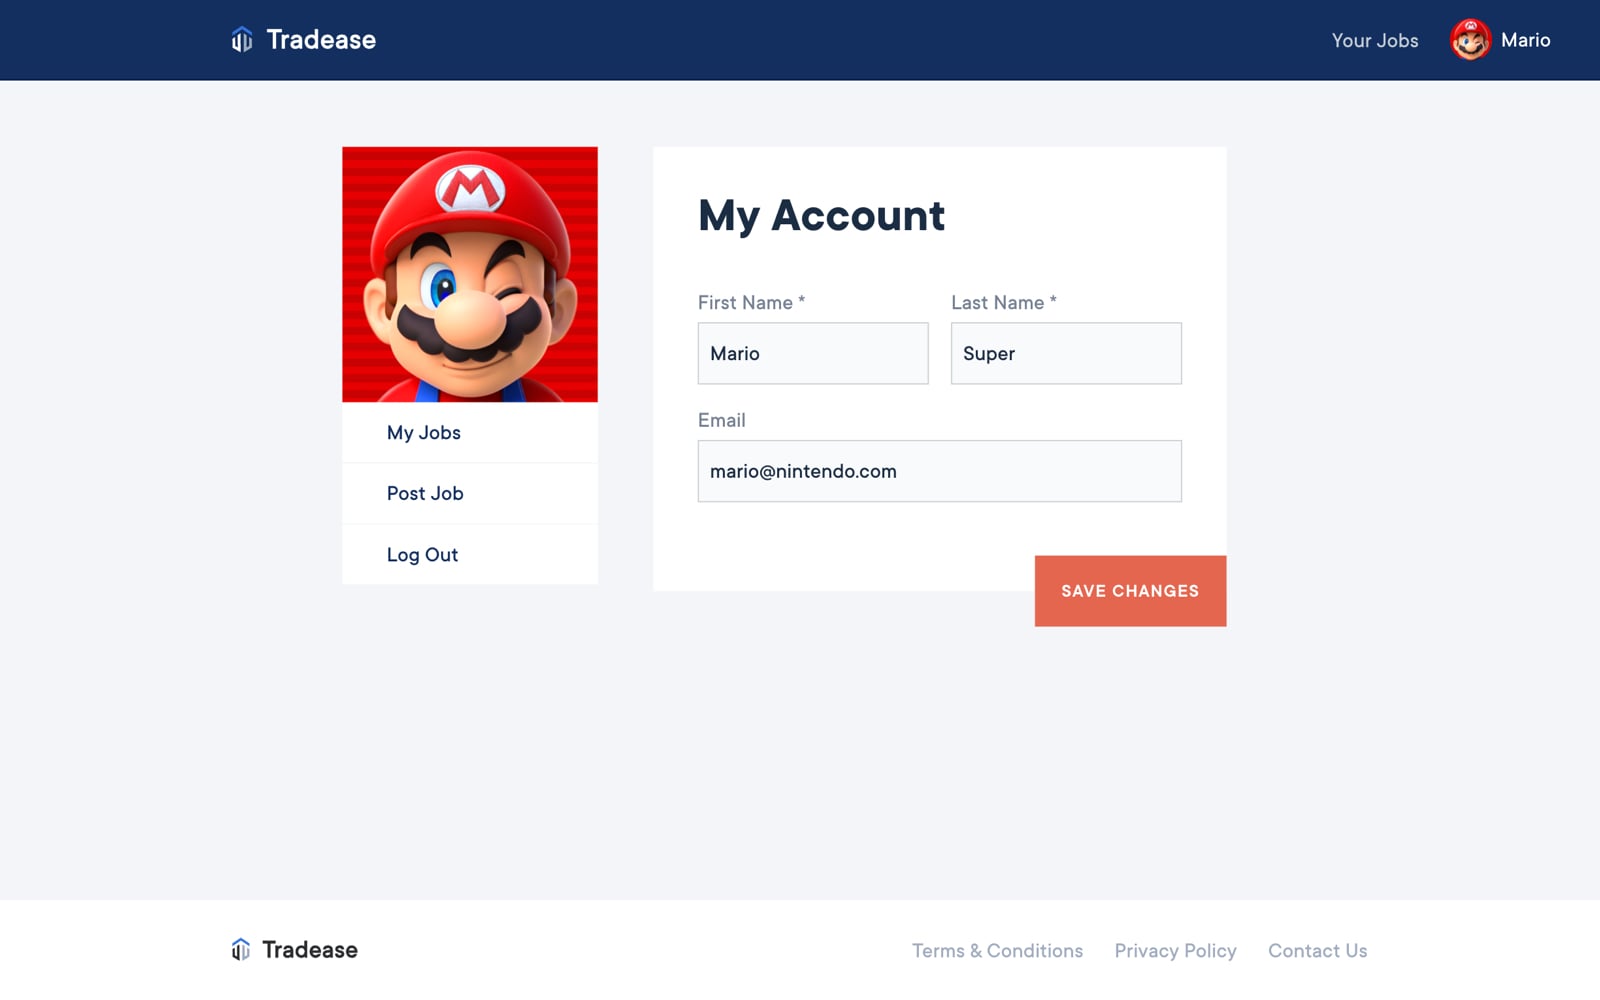 Tradease
Your Jobs
Mario
M
My Jobs
Post Job
Log Out
My Account
First Name *
Last Name *
Mario
Super
Email
mario@nintendo.com
SAVE CHANGES
Tradease
Terms & Conditions
Privacy Policy
Contact Us